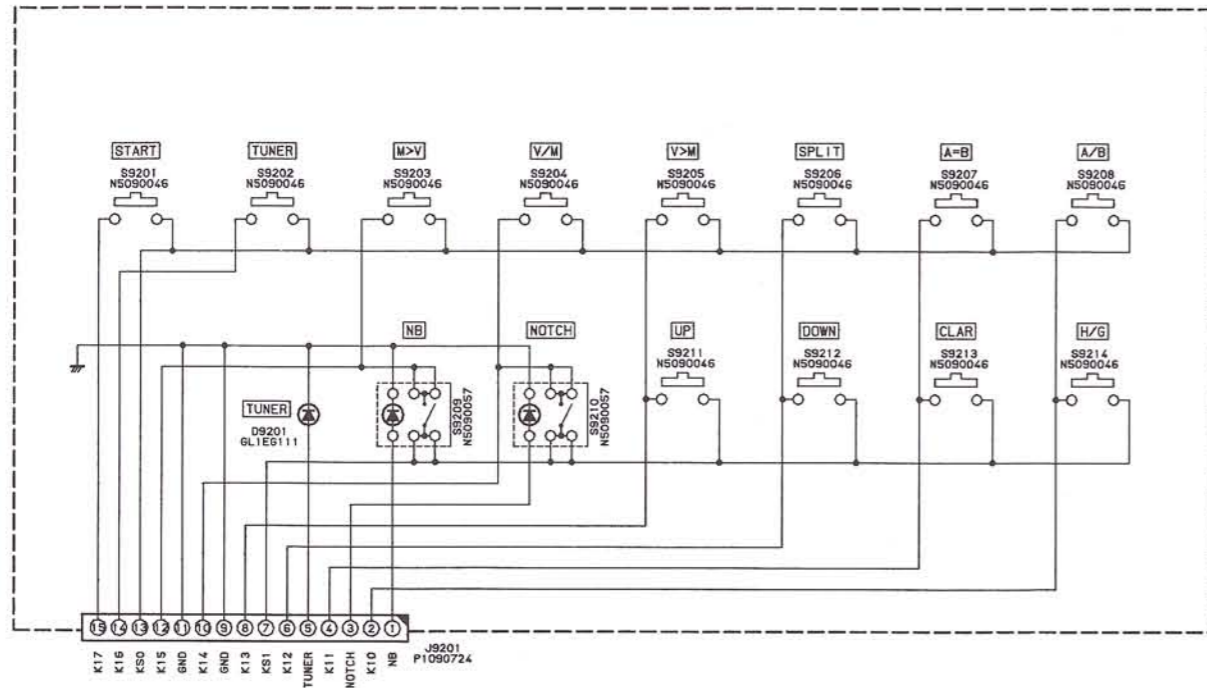 START
S9201
N5090046
TUNER
S9202
N5090046
M>V
S9203
N5090046
V/M
S9204
N5090046
V>M
S9205
N5090046
SPLIT
S9206
N5090046
A=B
S9207
N5090046
A/B
S9208
N5090046
NB
S9209
N5090057
NOTCH
S9210
N5090057
UP
S9211
N5090046
DOWN
S9212
N5090046
CLAR
S9213
N5090046
H/G
S9214
N5090046
TUNER
D9201
GL1EG111
15 14 13 12 11 10 9 8 7 6 5 4 3 2 1
J9201
P1090724
K17
K16
KS0
K15
GND
K14
GND
K13
KS1
K12
TUNER
K11
NOTCH
K10
NB